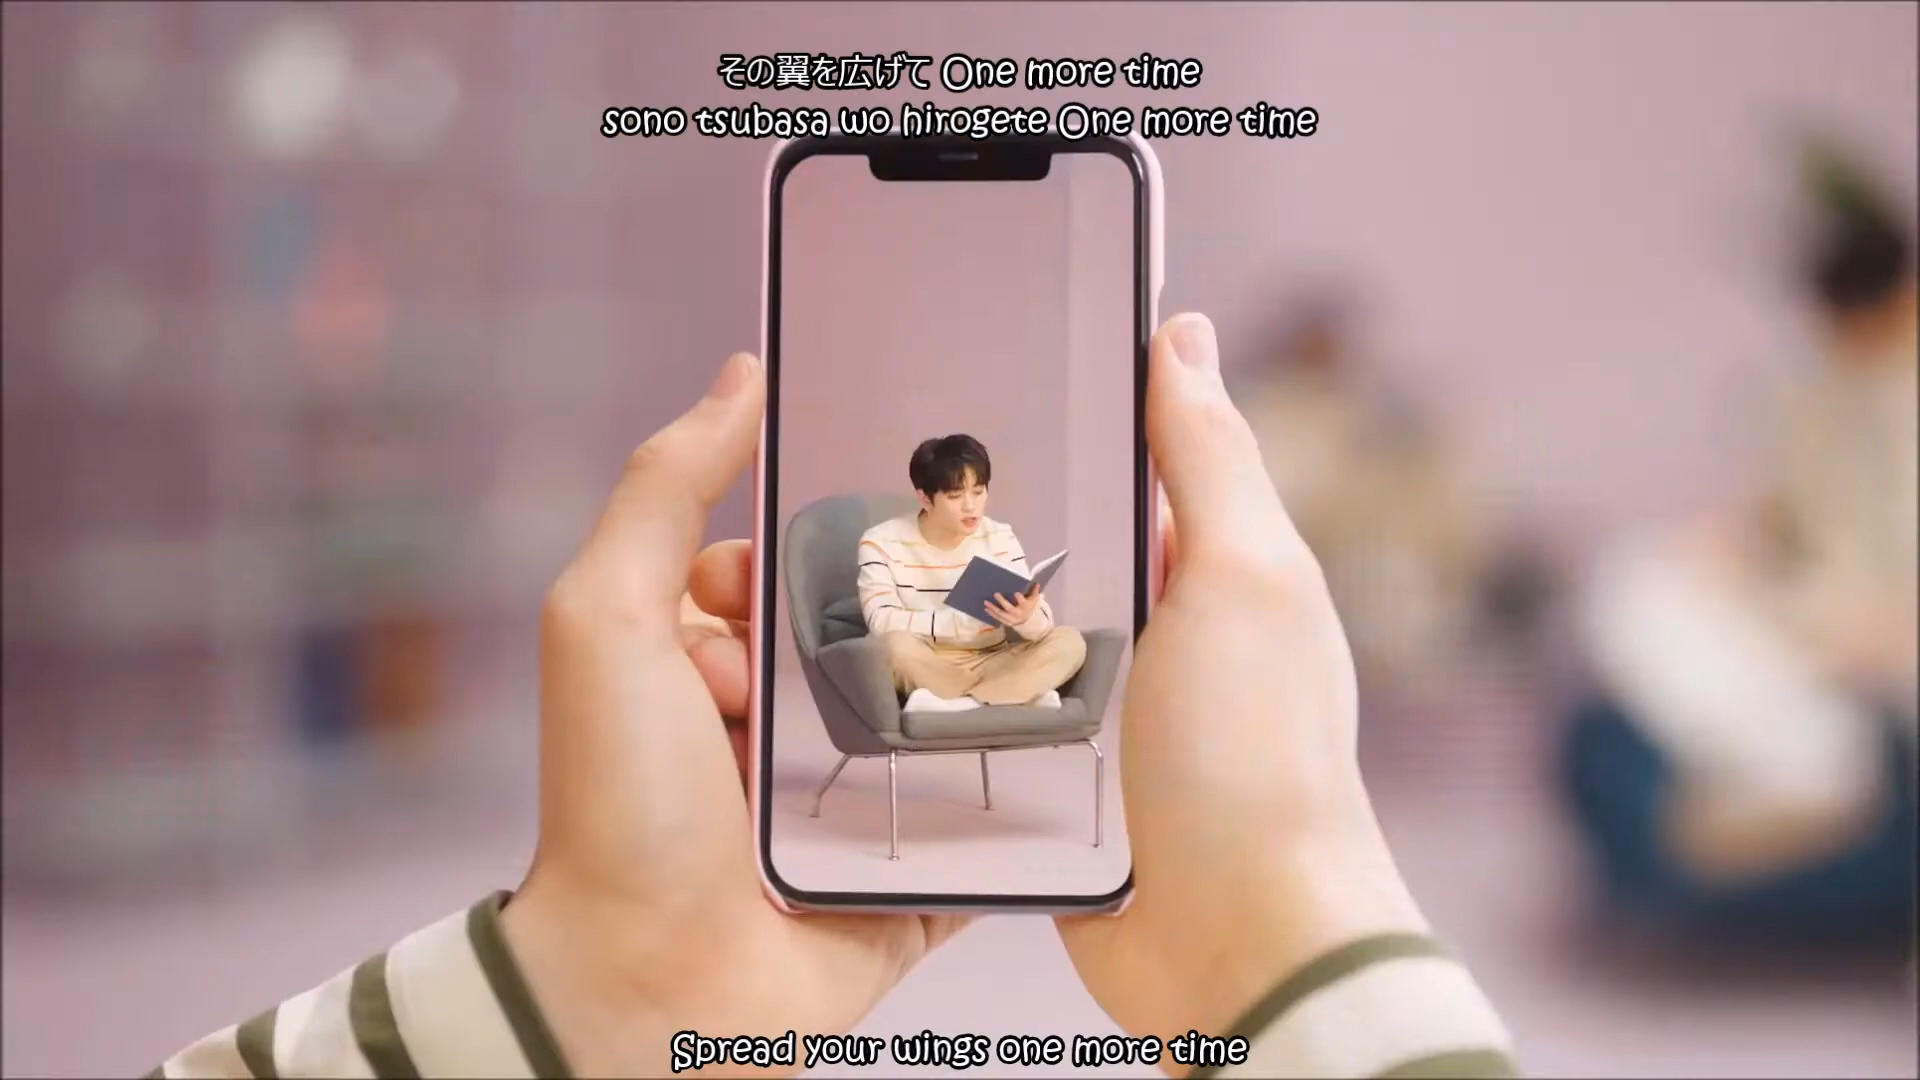 その翼を広げて One more time
sono tsubasa wo hirogete One more time
Spread your wings one more time